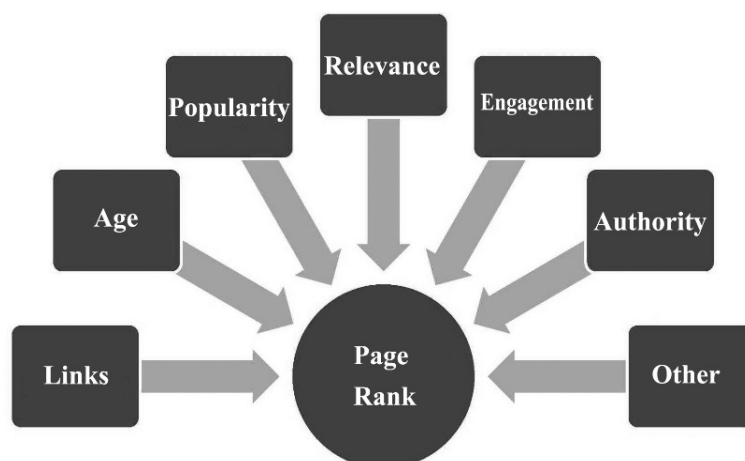 Relevance
Popularity
Engagement
Age
Authority
Links
Page
Rank
Other